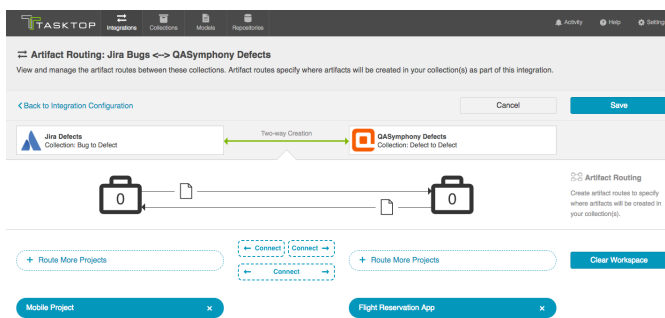 TASKTOP
Integrations
Collections
Models
Repositories
Activity
Help
Setting
Artifact Routing: Jira Bugs <--> QASymphony Defects
View and manage the artifact routes between these collections. Artifact routes specify where artifacts will be created in your collection(s) as part of this integration.
Back to Integration Configuration
Cancel
Save
Jira Defects
Collection: Bug to Defect
Two-way Creation
QASymphony Defects
Collection: Defect to Defect
0
0
Artifact Routing
Create artifact routes to specify
where artifacts will be created in
your collection(s).
+ Route More Projects
← Connect
Connect →
← Connect →
+ Route More Projects
Clear Workspace
Mobile Project ×
Flight Reservation App ×